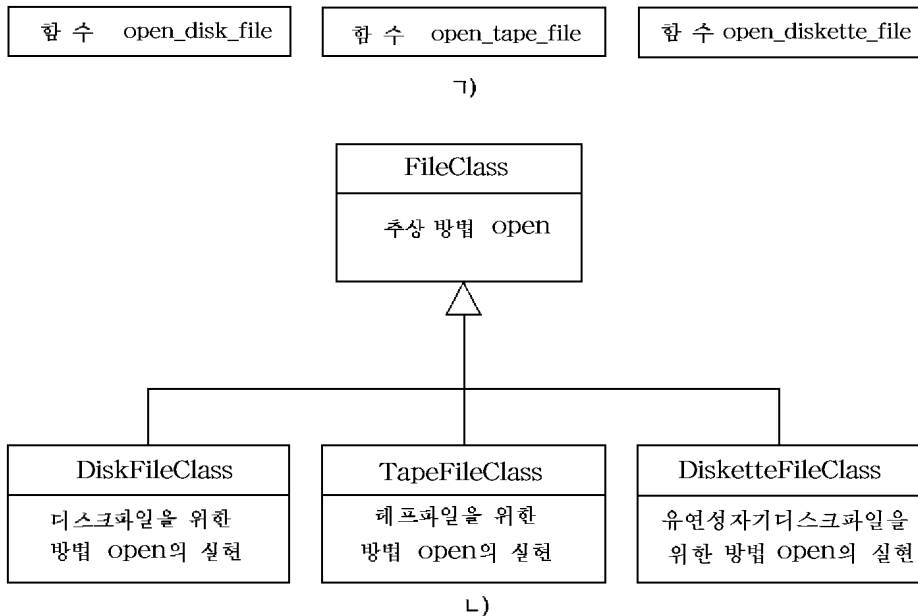 함 수 open_disk_file
함 수 open_tape_file
함 수 open_diskette_file
ㄱ)
FileClass
추상 방법 open
DiskFileClass
디스크파일을 위한
방법 open의 실현
TapeFileClass
테프파일을 위한
방법 open의 실현
DisketteFileClass
유연성자기디스크파일을
위한 방법 open의 실현
ㄴ)